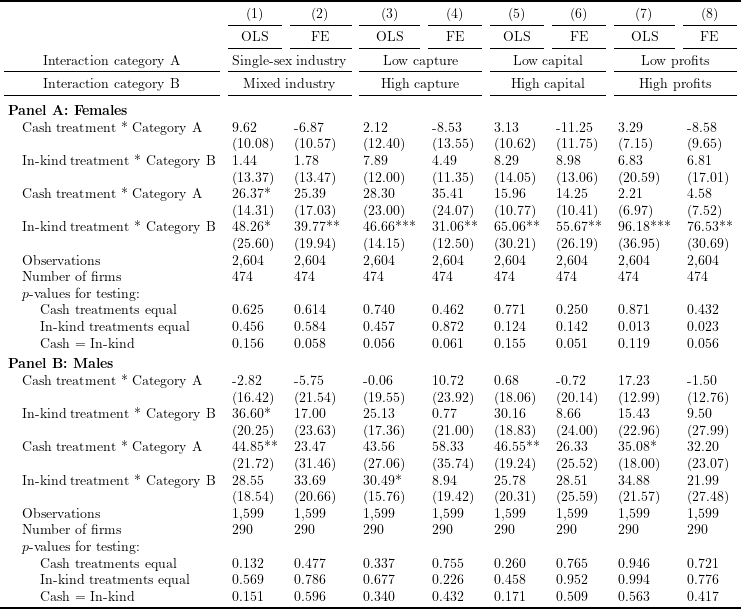 (1) (2) (3) (4) (5) (6) (7) (8)
OLS FE OLS FE OLS FE OLS FE
Interaction category A Single-sex industry Low capture Low capital Low profits
Interaction category B Mixed industry High capture High capital High profits
Panel A: Females
Cash treatment * Category A 9.62 -6.87 2.12 -8.53 3.13 -11.25 3.29 -8.58
(10.08) (10.57) (12.40) (13.55) (10.62) (11.75) (7.15) (9.65)
In-kind treatment * Category B 1.44 1.78 7.89 4.49 8.29 8.98 6.83 6.81
(13.37) (13.47) (12.00) (11.35) (14.05) (13.06) (20.59) (17.01)
Cash treatment * Category A 26.37* 25.39 28.30 35.41 15.96 14.25 2.21 4.58
(14.31) (17.03) (23.00) (24.07) (10.77) (10.41) (6.97) (7.52)
In-kind treatment * Category B 48.26* 39.77** 46.66*** 31.06** 65.06** 55.67** 96.18*** 76.53**
(25.60) (19.94) (14.15) (12.50) (30.21) (26.19) (36.95) (30.69)
Observations 2,604 2,604 2,604 2,604 2,604 2,604 2,604 2,604
Number of firms 474 474 474 474 474 474 474 474
p-values for testing:
Cash treatments equal 0.625 0.614 0.740 0.462 0.771 0.250 0.871 0.432
In-kind treatments equal 0.456 0.584 0.457 0.872 0.124 0.142 0.013 0.023
Cash = In-kind 0.156 0.058 0.056 0.061 0.155 0.051 0.119 0.056
Panel B: Males
Cash treatment * Category A -2.82 -5.75 -0.06 10.72 0.68 -0.72 17.23 -1.50
(16.42) (21.54) (19.55) (23.92) (18.06) (20.14) (12.99) (12.76)
In-kind treatment * Category B 36.60* 17.00 25.13 0.77 30.16 8.66 15.43 9.50
(20.25) (23.63) (17.36) (21.00) (18.83) (24.00) (22.96) (27.99)
Cash treatment * Category A 44.85** 23.47 43.56 58.33 46.55** 26.33 35.08* 32.20
(21.72) (31.46) (27.06) (35.74) (19.24) (25.52) (18.00) (23.07)
In-kind treatment * Category B 28.55 33.69 30.49* 8.94 25.78 28.51 34.88 21.99
(18.54) (20.66) (15.76) (19.42) (20.31) (25.59) (21.57) (27.48)
Observations 1,599 1,599 1,599 1,599 1,599 1,599 1,599 1,599
Number of firms 290 290 290 290 290 290 290 290
p-values for testing:
Cash treatments equal 0.132 0.477 0.337 0.755 0.260 0.765 0.946 0.721
In-kind treatments equal 0.569 0.786 0.677 0.226 0.458 0.952 0.994 0.776
Cash = In-kind 0.151 0.596 0.340 0.432 0.171 0.509 0.563 0.417